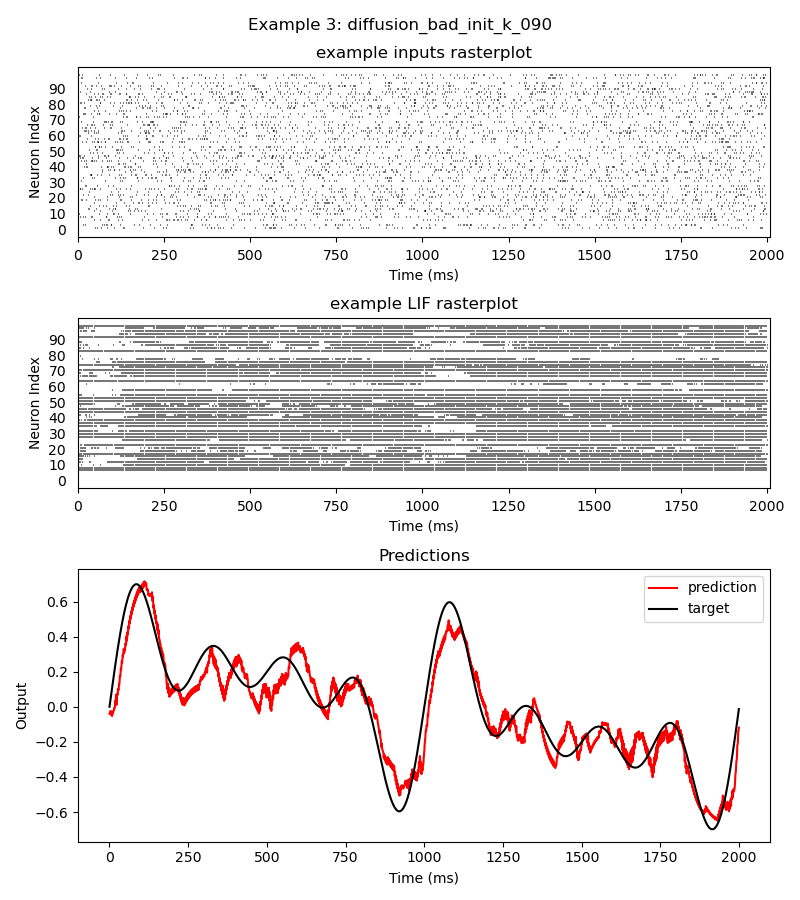 Example 3: diffusion_bad_init_k_090
example inputs rasterplot
Neuron Index
90
80
70
60
50
40
30
20
10
0
0 250 500 750 1000 1250 1500 1750 2000
Time (ms)
example LIF rasterplot
Neuron Index
90
80
70
60
50
40
30
20
10
0
0 250 500 750 1000 1250 1500 1750 2000
Time (ms)
Predictions
Output
0.6
0.4
0.2
0.0
−0.2
−0.4
−0.6
prediction
target
0 250 500 750 1000 1250 1500 1750 2000
Time (ms)